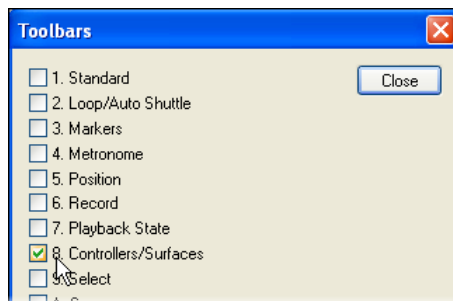 Toolbars
1. Standard
Close
2. Loop/Auto Shuttle
3. Markers
4. Metronome
5. Position
6. Record
7. Playback State
8. Controllers/Surfaces
9. Select